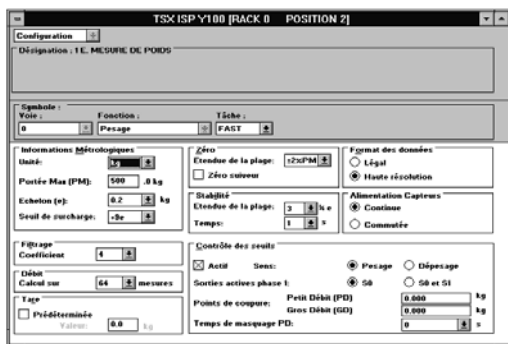 TSX ISP Y100 [RACK 0 POSITION 2]
Configuration
Désignation : 1 E. MESURE DE POIDS
Symbole :
Voie : Fonction : Tâche :
0 Pesage FAST
Informations Métrologiques
Unité: kg
Portée Max (PM): 500 .0 kg
Echelon (e): 0.2 kg
Seuil de surcharge: +9e
Zéro
Etendue de la plage: ±2%PM
Zéro suiveur
Format des données
Légal
Haute résolution
Stabilité
Etendue de la plage: 3 ¼ e
Temps: 1 s
Alimentation Capteurs
Continue
Commutée
Filtrage
Coefficient 4
Débit
Calcul sur 64 mesures
Tare
Prédéterminée
Valeur: 0.0 kg
Contrôle des seuils
Actif Sens: Pesage Dépesage
Sorties actives phase 1: S0 S0 et S1
Points de coupure: Petit Débit (PD) 0.000 kg
Gros Débit (GD) 0.000 kg
Temps de masquage PD: 0 s